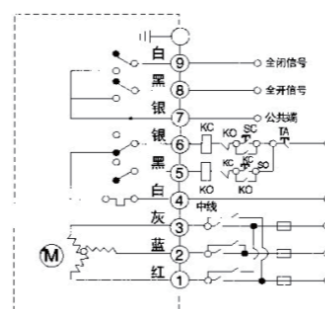 白 9 全闭信号
黑 8 全开信号
银 7 公共端
银 6 KC KO SC TA
黑 5 KC KC SO
KO KO
白 4
中线
灰 3
M 蓝 2
红 1